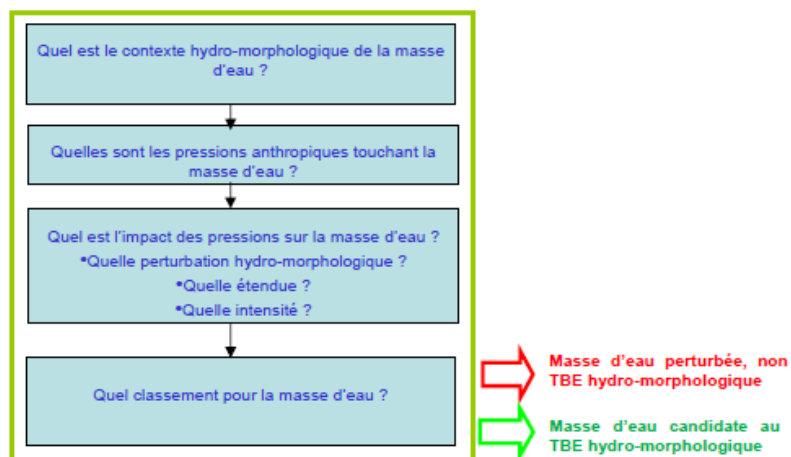 Quel est le contexte hydro-morphologique de la masse
d'eau ?
Quelles sont les pressions anthropiques touchant la
masse d'eau ?
Quel est l'impact des pressions sur la masse d'eau ?
•Quelle perturbation hydro-morphologique ?
•Quelle étendue ?
•Quelle intensité ?
Quel classement pour la masse d'eau ?
Masse d'eau perturbée, non
TBE hydro-morphologique
Masse d'eau candidate au
TBE hydro-morphologique